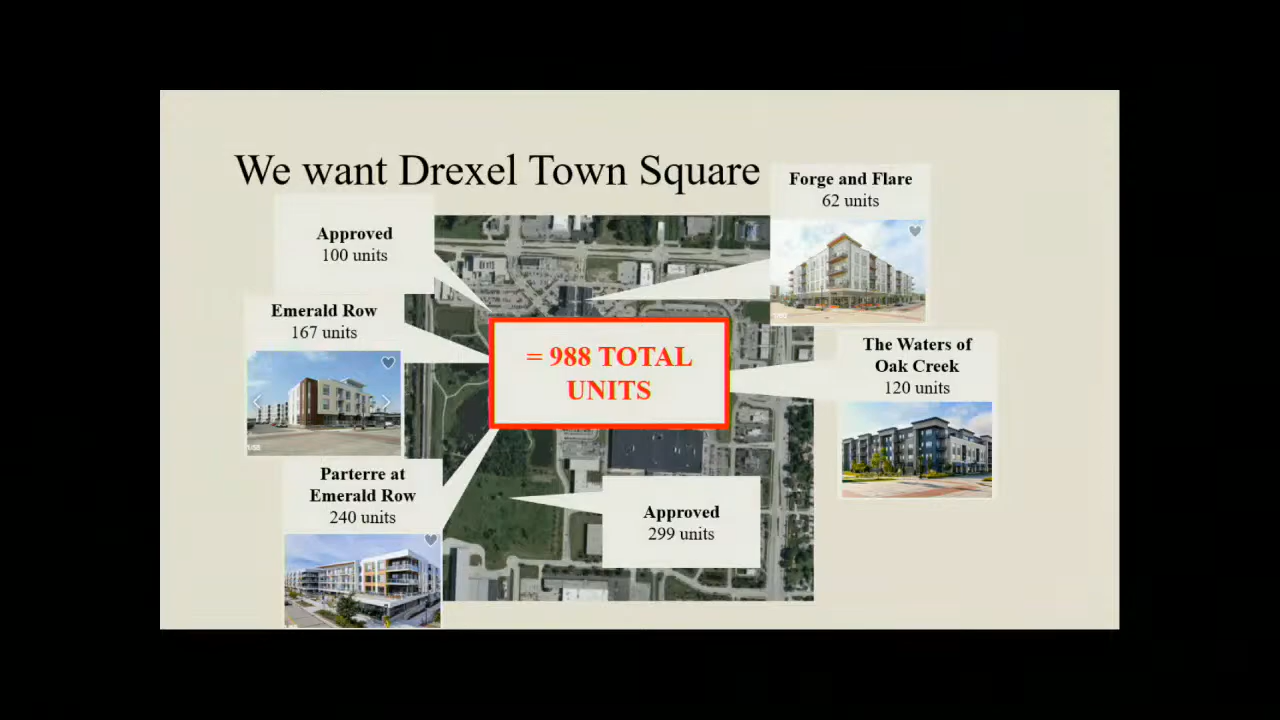 We want Drexel Town Square
Forge and Flare
62 units
Approved
100 units
Emerald Row
167 units
= 988 TOTAL
UNITS
The Waters of
Oak Creek
120 units
Parterre at
Emerald Row
240 units
Approved
299 units